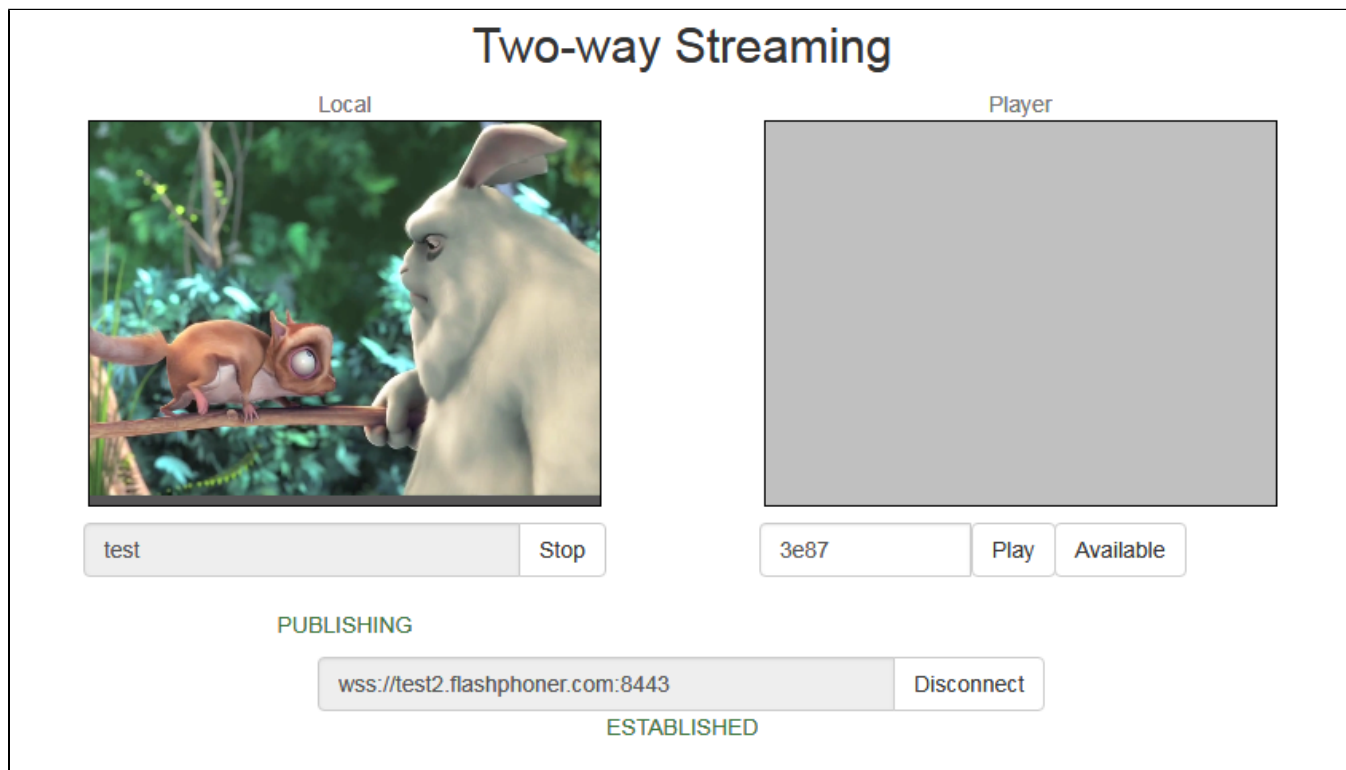 Two-way Streaming
Local
Player
test
Stop
3e87
Play
Available
PUBLISHING
wss://test2.flashphoner.com:8443
Disconnect
ESTABLISHED